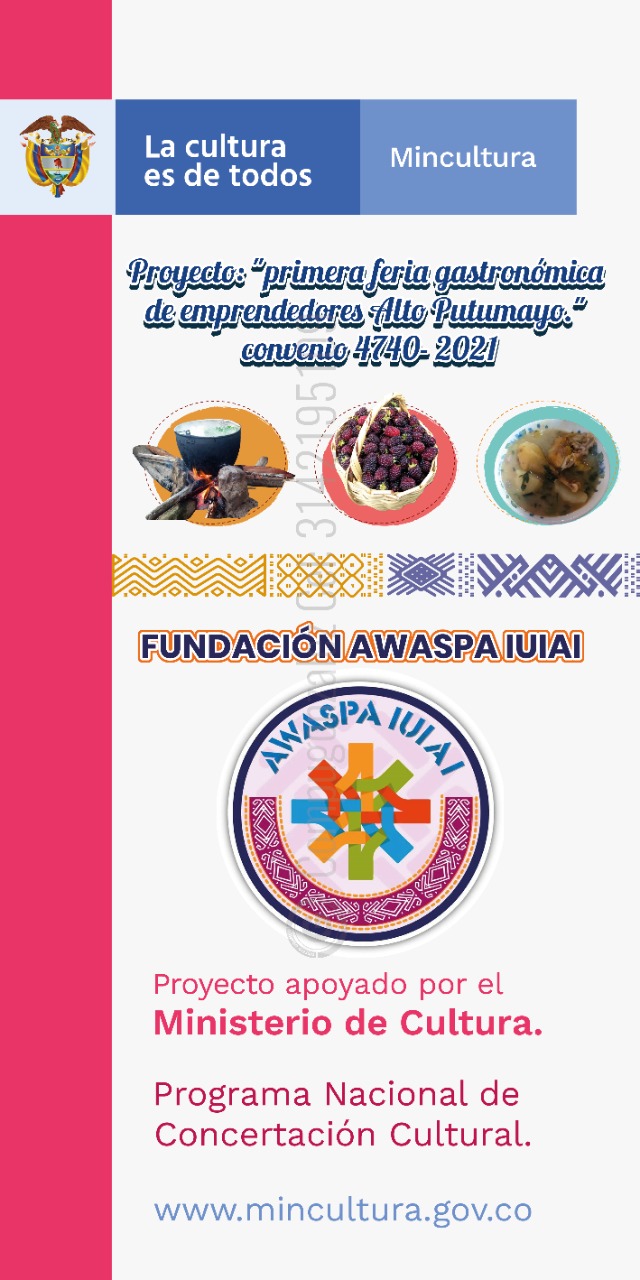 La cultura
es de todos
Mincultura
Proyecto: "primera feria gastronómica
de emprendedores Alto Putumayo."
convenio 4740- 2021
FUNDACIÓN AWASPA IUIAI
AWASPA IUIAI
Proyecto apoyado por el
Ministerio de Cultura.
Programa Nacional de
Concertación Cultural.
www.mincultura.gov.co